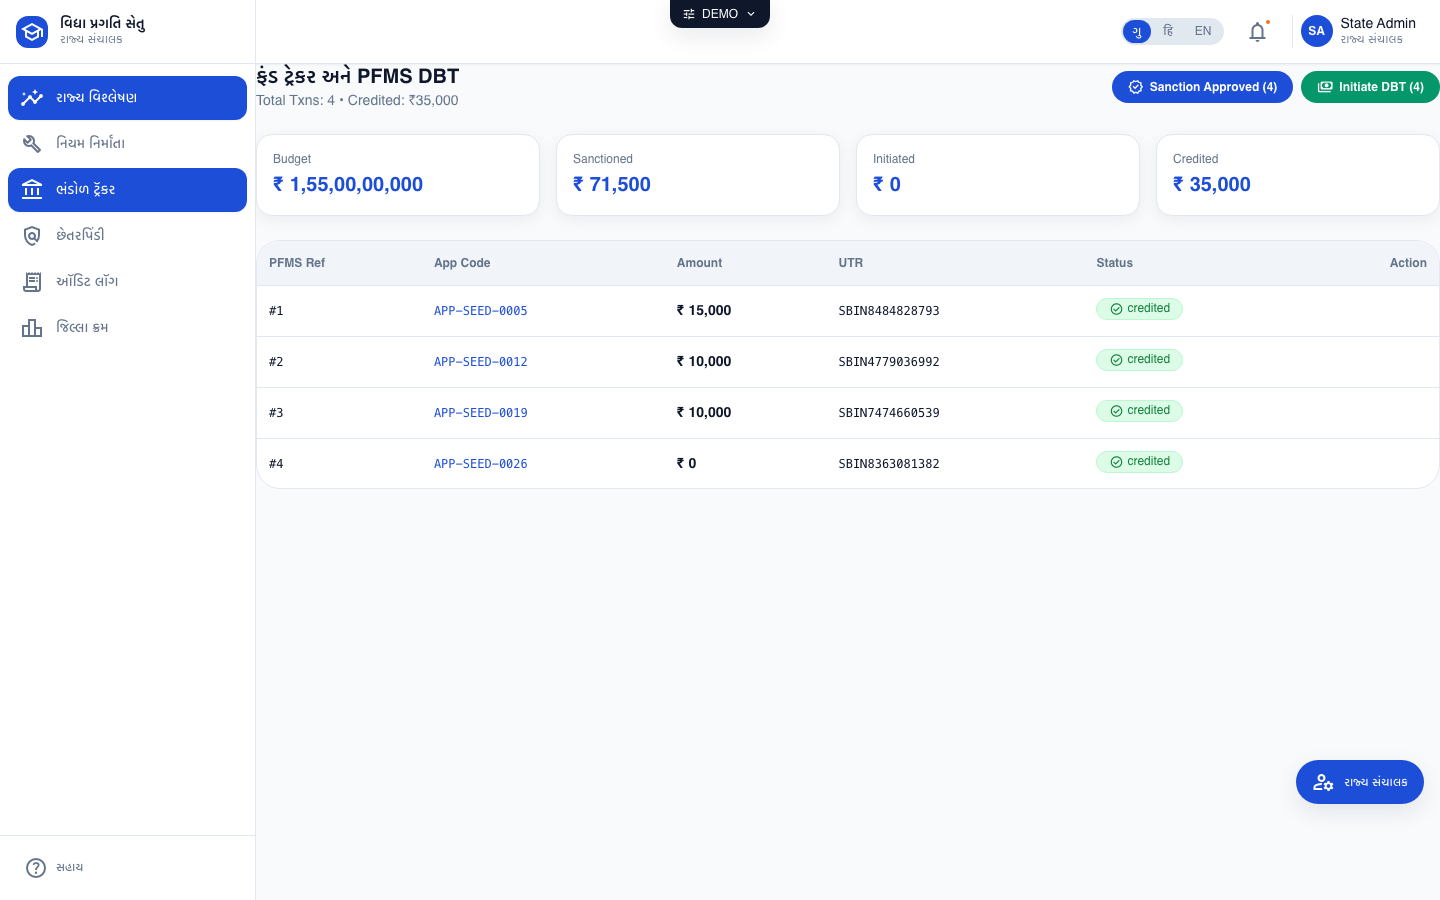 વિદ્યા પ્રગતિ સેતુ
રાજ્ય સંચાલક
DEMO
ગુ
हि
EN
SA
State Admin
રાજ્ય સંચાલક
રાજ્ય વિશ્લેષણ
નિયમ નિર્માતા
ભંડોળ ટ્રૅકર
છેતરપિંડી
ઑડિટ લૉગ
જિલ્લા ક્રમ
સહાય
ફંડ ટ્રેકર અને PFMS DBT
Total Txns: 4 • Credited: ₹35,000
Sanction Approved (4)
Initiate DBT (4)
Budget
₹ 1,55,00,00,000
Sanctioned
₹ 71,500
Initiated
₹ 0
Credited
₹ 35,000
PFMS Ref App Code Amount UTR Status Action
#1 APP-SEED-0005 ₹ 15,000 SBIN8484828793 credited
#2 APP-SEED-0012 ₹ 10,000 SBIN4779036992 credited
#3 APP-SEED-0019 ₹ 10,000 SBIN7474660539 credited
#4 APP-SEED-0026 ₹ 0 SBIN8363081382 credited
રાજ્ય સંચાલક